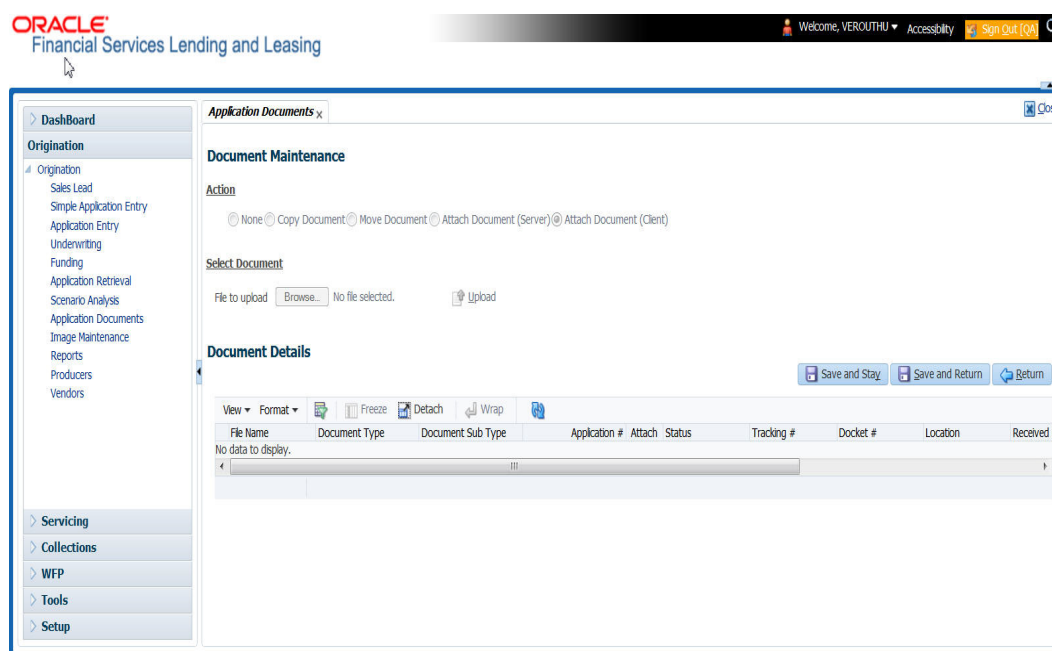 ORACLE
Financial Services Lending and Leasing
Welcome, VEROUTHU
Accessibility
Sign Out [QA]
DashBoard
Origination
Origination
Sales Lead
Simple Application Entry
Application Entry
Underwriting
Funding
Application Retrieval
Scenario Analysis
Application Documents
Image Maintenance
Reports
Producers
Vendors
Servicing
Collections
WFP
Tools
Setup
Application Documents x
Clos
Document Maintenance
Action
None Copy Document Move Document Attach Document (Server) Attach Document (Client)
Select Document
File to upload Browse... No file selected. Upload
Document Details
Save and Stay Save and Return Return
View Format Freeze Detach Wrap
File Name Document Type Document Sub Type Application # Attach Status Tracking # Docket # Location Received
No data to display.